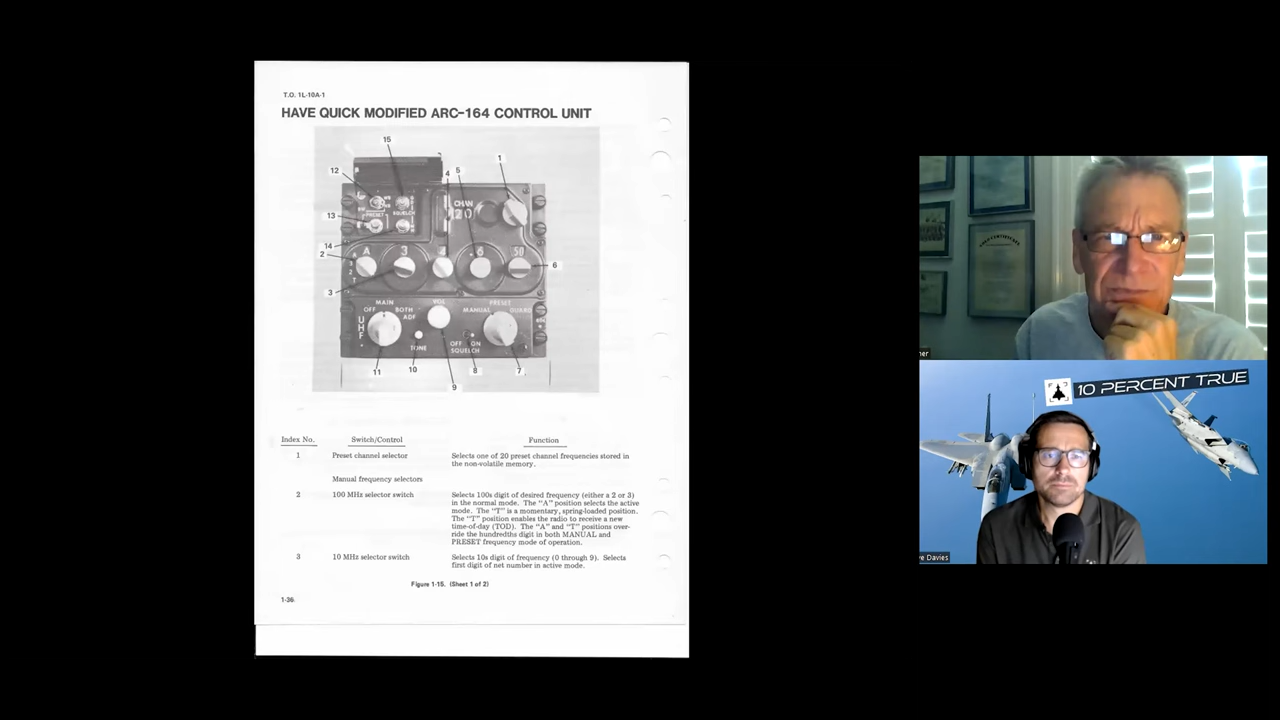 T.O. 1L-10A-1
HAVE QUICK MODIFIED ARC-164 CONTROL UNIT
15
1
12
4 5
CHAN
13
PRESET
SQUELCH
120
14
2
A
3
6
50
6
A
3
2
T
3
MAIN
VOL
PRESET
OFF
BOTH
MANUAL
GUARD
ADF
UHF
OFF ON
TONE
SQUELCH
11
10
8
7
9
Index No.
Switch/Control
Function
1
Preset channel selector
Selects one of 20 preset channel frequencies stored in
the non-volatile memory.
Manual frequency selectors
2
100 MHz selector switch
Selects 100s digit of desired frequency (either a 2 or 3)
in the normal mode. The "A" position selects the active
mode. The "T" is a momentary, spring-loaded position.
The "T" position enables the radio to receive a new
time-of-day (TOD). The "A" and "T" positions over-
ride the hundredths digit in both MANUAL and
PRESET frequency mode of operation.
3
10 MHz selector switch
Selects 10s digit of frequency (0 through 9). Selects
first digit of net number in active mode.
Figure 1-15. (Sheet 1 of 2)
1-36
10 PERCENT TRUE
Davies